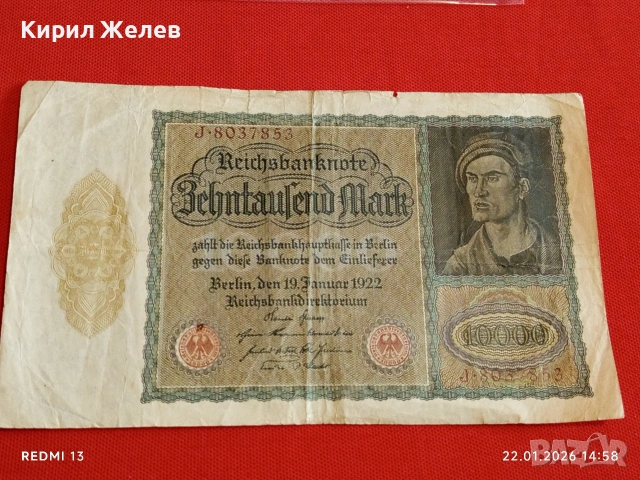 Кирил Желев
J·8037853
Reichsbanknote
Zehntausend Mark
zahlt die Reichsbankhauptkasse in Berlin
gegen diese Banknote dem Einlieferer
Berlin, den 19. Januar 1922
Reichsbankdirektorium
10000
REDMI 13
22.01.2026 14:58
BAZAR